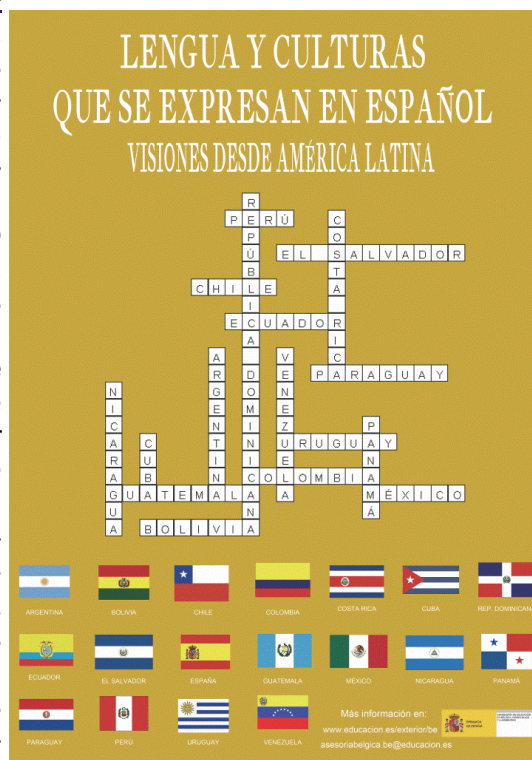 LENGUA Y CULTURAS
QUE SE EXPRESAN EN ESPAÑOL
VISIONES DESDE AMÉRICA LATINA
REPÚBLICA DOMINICANA
PERÚ
COSTA RICA
EL SALVADOR
CHILE
ECUADOR
ARGENTINA
VENEZUELA
PARAGUAY
NICARAGUA
PANAMÁ
CUBA
URUGUAY
COLOMBIA
GUATEMALA
MÉXICO
BOLIVIA
ARGENTINA BOLIVIA CHILE COLOMBIA COSTA RICA CUBA REP. DOMINICANA
ECUADOR EL SALVADOR ESPAÑA GUATEMALA MÉXICO NICARAGUA PANAMÁ
PARAGUAY PERÚ URUGUAY VENEZUELA
Más información en:
www.educacion.es/exterior/be
asesoriabelgica.be@educacion.es